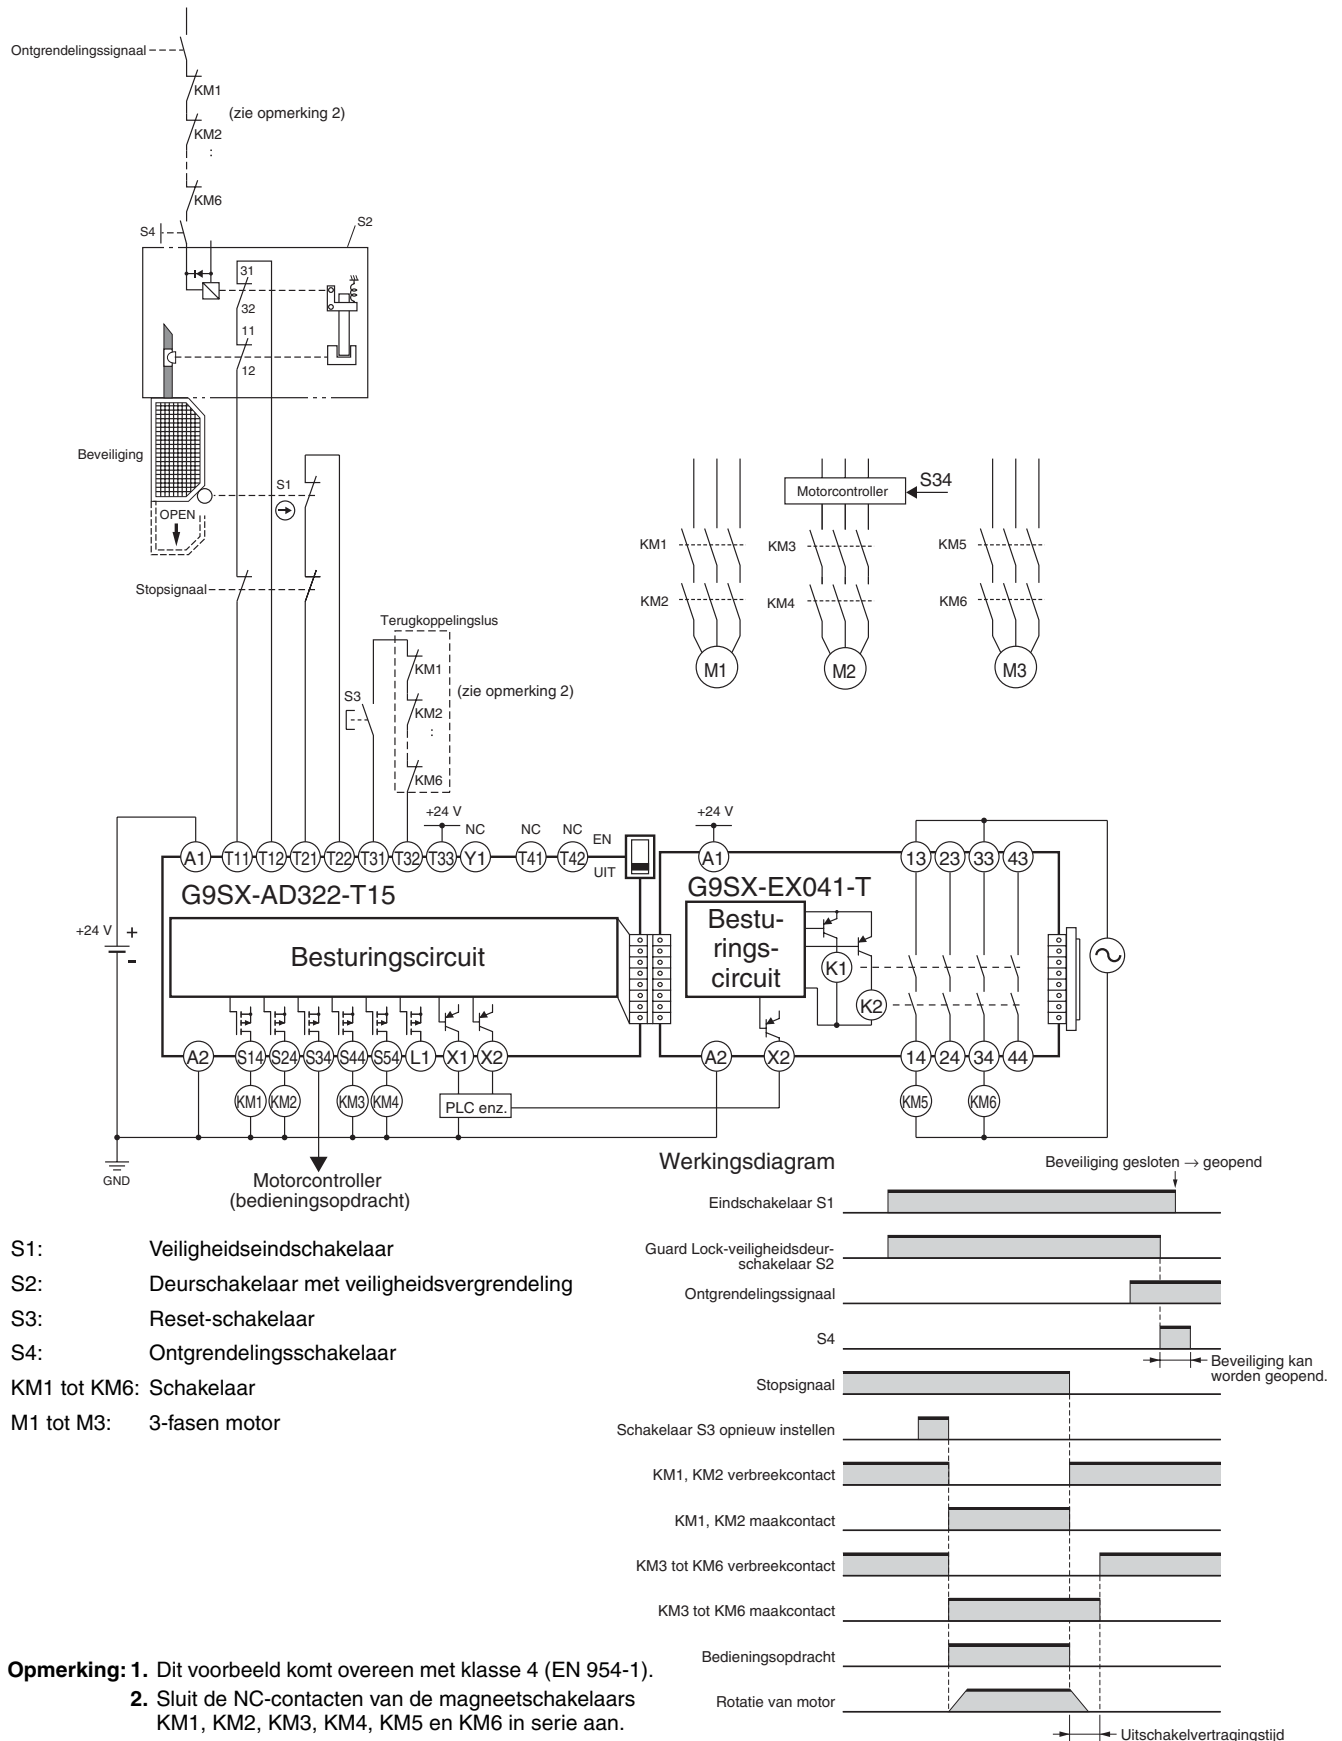 Ontgrendelingssignaal
KM1
(zie opmerking 2)
KM2
:
KM6
S4
S2
31
32
11
12
Beveiliging
S1
OPEN
Stopsignaal
Terugkoppelingslus
KM1
(zie opmerking 2)
S3
KM2
:
KM6
Motorcontroller
S34
KM1
KM3
KM5
KM2
KM4
KM6
M1
M2
M3
+24 V
NC
NC
NC
EN
UIT
A1
T11
T12
T21
T22
T31
T32
T33
Y1
T41
T42
G9SX-AD322-T15
Besturingscircuit
+24 V
+
-
A2
S14
S24
S34
S44
S54
L1
X1
X2
KM1
KM2
KM3
KM4
PLC enz.
GND
Motorcontroller
(bedieningsopdracht)
+24 V
A1
13
23
33
43
G9SX-EX041-T
Bestu-
rings-
circuit
K1
K2
A2
X2
14
24
34
44
KM5
KM6
Werkingsdiagram
Beveiliging gesloten → geopend
Eindschakelaar S1
Guard Lock-veiligheidsdeur-
schakelaar S2
Ontgrendelingssignaal
S4
Beveiliging kan
worden geopend.
Stopsignaal
Schakelaar S3 opnieuw instellen
KM1, KM2 verbreekcontact
KM1, KM2 maakcontact
KM3 tot KM6 verbreekcontact
KM3 tot KM6 maakcontact
Bedieningsopdracht
Rotatie van motor
Uitschakelvertragingstijd
S1: Veiligheidseindschakelaar
S2: Deurschakelaar met veiligheidsvergrendeling
S3: Reset-schakelaar
S4: Ontgrendelingsschakelaar
KM1 tot KM6: Schakelaar
M1 tot M3: 3-fasen motor
Opmerking: 1. Dit voorbeeld komt overeen met klasse 4 (EN 954-1).
2. Sluit de NC-contacten van de magneetschakelaars
KM1, KM2, KM3, KM4, KM5 en KM6 in serie aan.